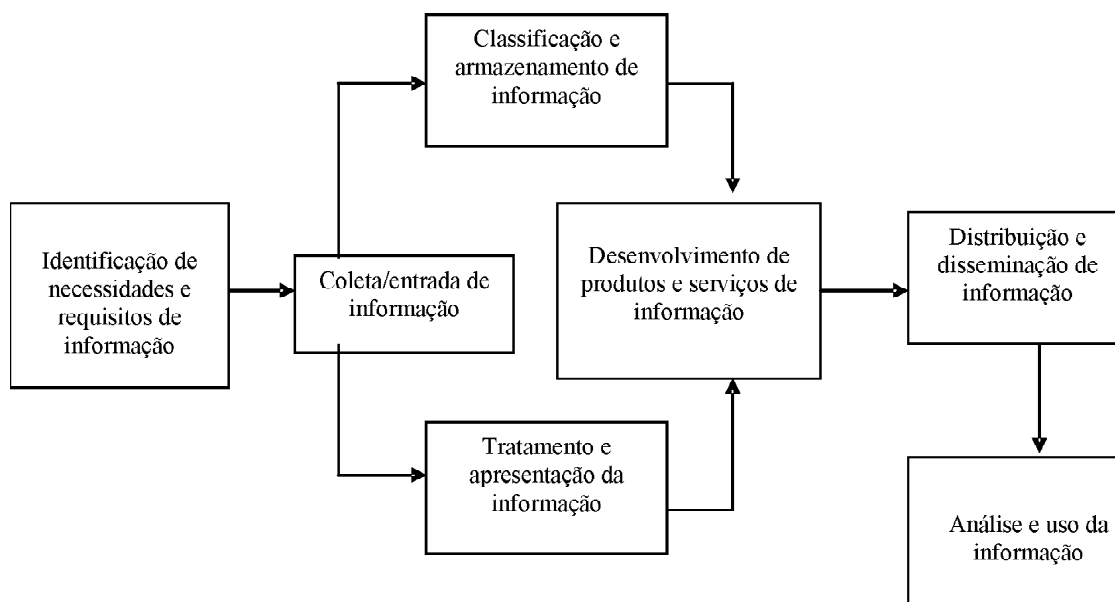 Classificação e
armazenamento de
informação
Identificação de
necessidades e
requisitos de
informação
Coleta/entrada de
informação
Tratamento e
apresentação da
informação
Desenvolvimento de
produtos e serviços de
informação
Distribuição e
disseminação de
informação
Análise e uso da
informação